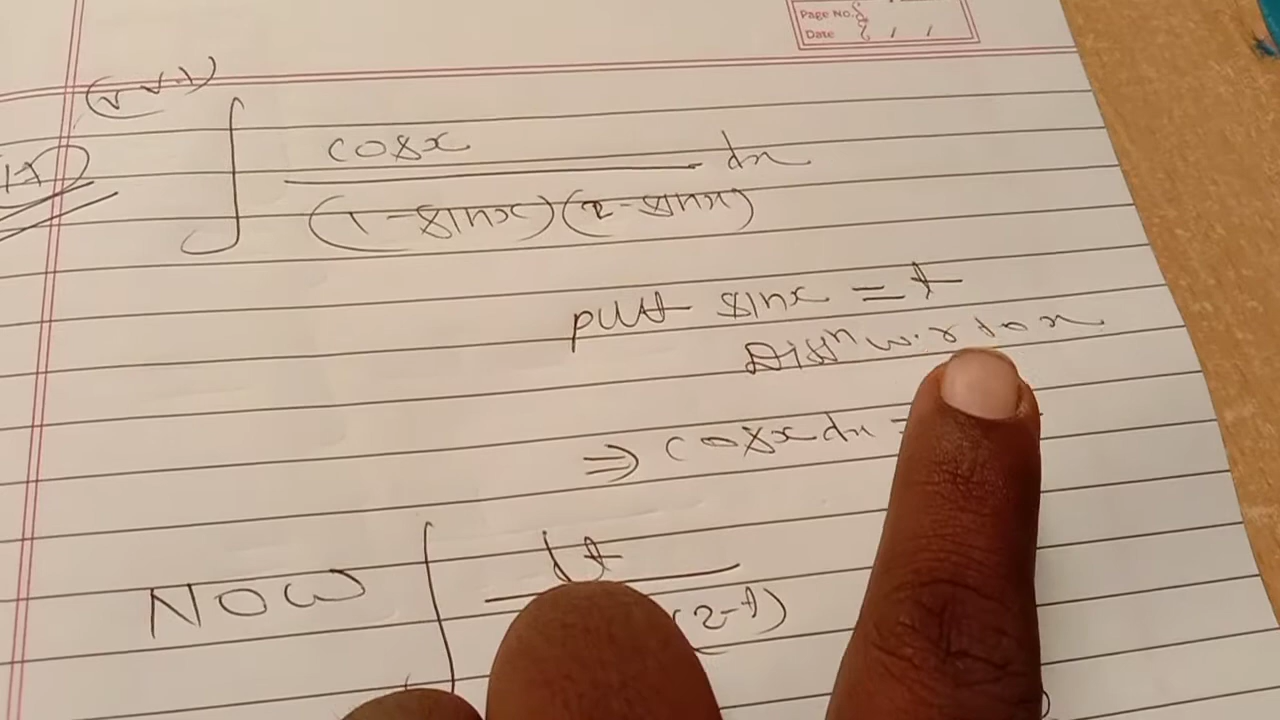 Page No.
Date
(v v.1)
17)
∫ cosx / (1-sinx)(2-sinx) dx
put sinx = t
Diffn w.r to x
⇒ cosx dx =
NOW ∫ dt / (2-t)